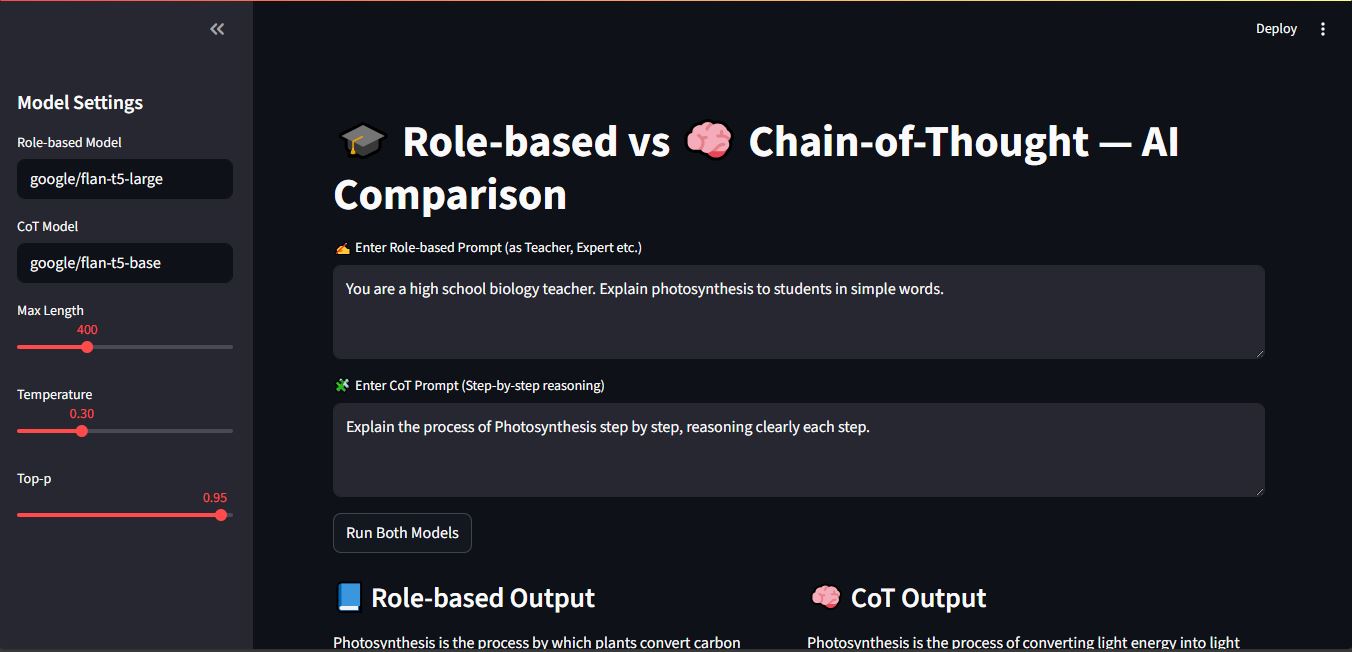 Deploy
Model Settings
Role-based Model
google/flan-t5-large
CoT Model
google/flan-t5-base
Max Length
400
Temperature
0.30
Top-p
0.95
🎓 Role-based vs 🧠 Chain-of-Thought — AI
Comparison
✍️ Enter Role-based Prompt (as Teacher, Expert etc.)
You are a high school biology teacher. Explain photosynthesis to students in simple words.
🧩 Enter CoT Prompt (Step-by-step reasoning)
Explain the process of Photosynthesis step by step, reasoning clearly each step.
Run Both Models
📘 Role-based Output
Photosynthesis is the process by which plants convert carbon
🧠 CoT Output
Photosynthesis is the process of converting light energy into light